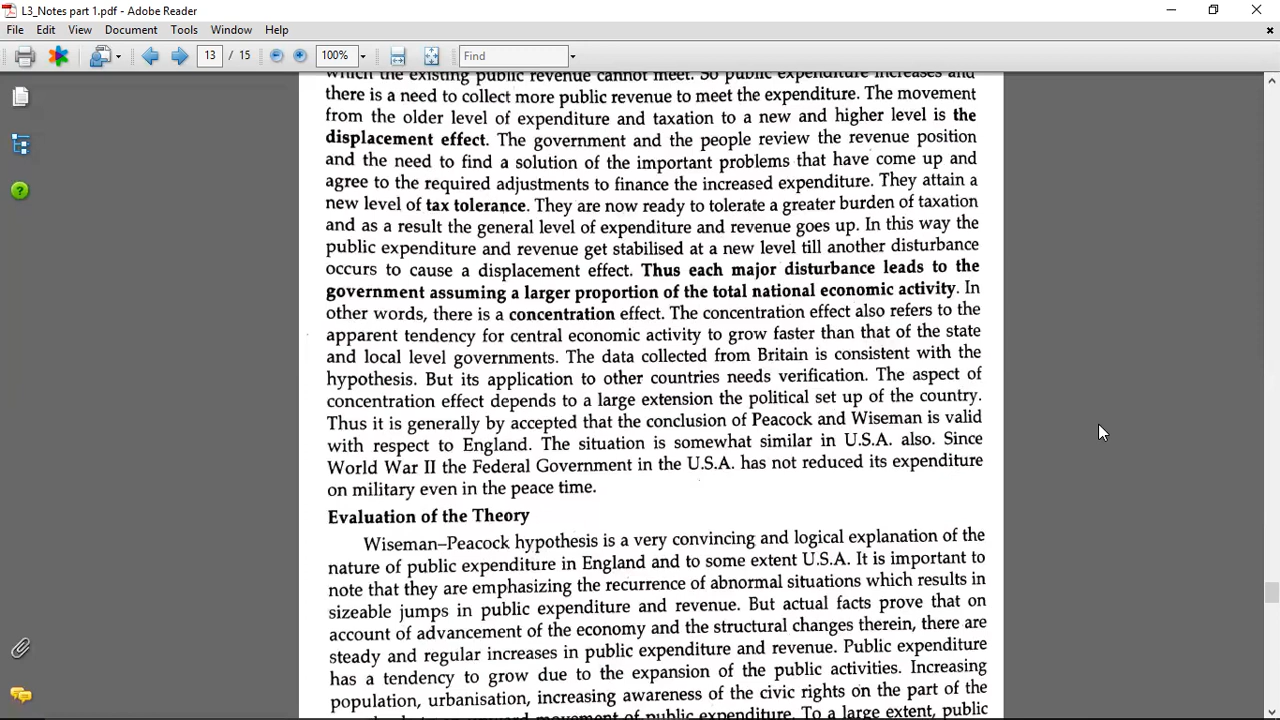 L3_Notes part 1.pdf - Adobe Reader
File Edit View Document Tools Window Help
13 / 15 100% Find
which the existing public revenue cannot meet. So public expenditure increases and
there is a need to collect more public revenue to meet the expenditure. The movement
from the older level of expenditure and taxation to a new and higher level is the
displacement effect. The government and the people review the revenue position
and the need to find a solution of the important problems that have come up and
agree to the required adjustments to finance the increased expenditure. They attain a
new level of tax tolerance. They are now ready to tolerate a greater burden of taxation
and as a result the general level of expenditure and revenue goes up. In this way the
public expenditure and revenue get stabilised at a new level till another disturbance
occurs to cause a displacement effect. Thus each major disturbance leads to the
government assuming a larger proportion of the total national economic activity. In
other words, there is a concentration effect. The concentration effect also refers to the
apparent tendency for central economic activity to grow faster than that of the state
and local level governments. The data collected from Britain is consistent with the
hypothesis. But its application to other countries needs verification. The aspect of
concentration effect depends to a large extension the political set up of the country.
Thus it is generally by accepted that the conclusion of Peacock and Wiseman is valid
with respect to England. The situation is somewhat similar in U.S.A. also. Since
World War II the Federal Government in the U.S.A. has not reduced its expenditure
on military even in the peace time.
Evaluation of the Theory
Wiseman–Peacock hypothesis is a very convincing and logical explanation of the
nature of public expenditure in England and to some extent U.S.A. It is important to
note that they are emphasizing the recurrence of abnormal situations which results in
sizeable jumps in public expenditure and revenue. But actual facts prove that on
account of advancement of the economy and the structural changes therein, there are
steady and regular increases in public expenditure and revenue. Public expenditure
has a tendency to grow due to the expansion of the public activities. Increasing
population, urbanisation, increasing awareness of the civic rights on the part of the
movement of public expenditure. To a large extent, public